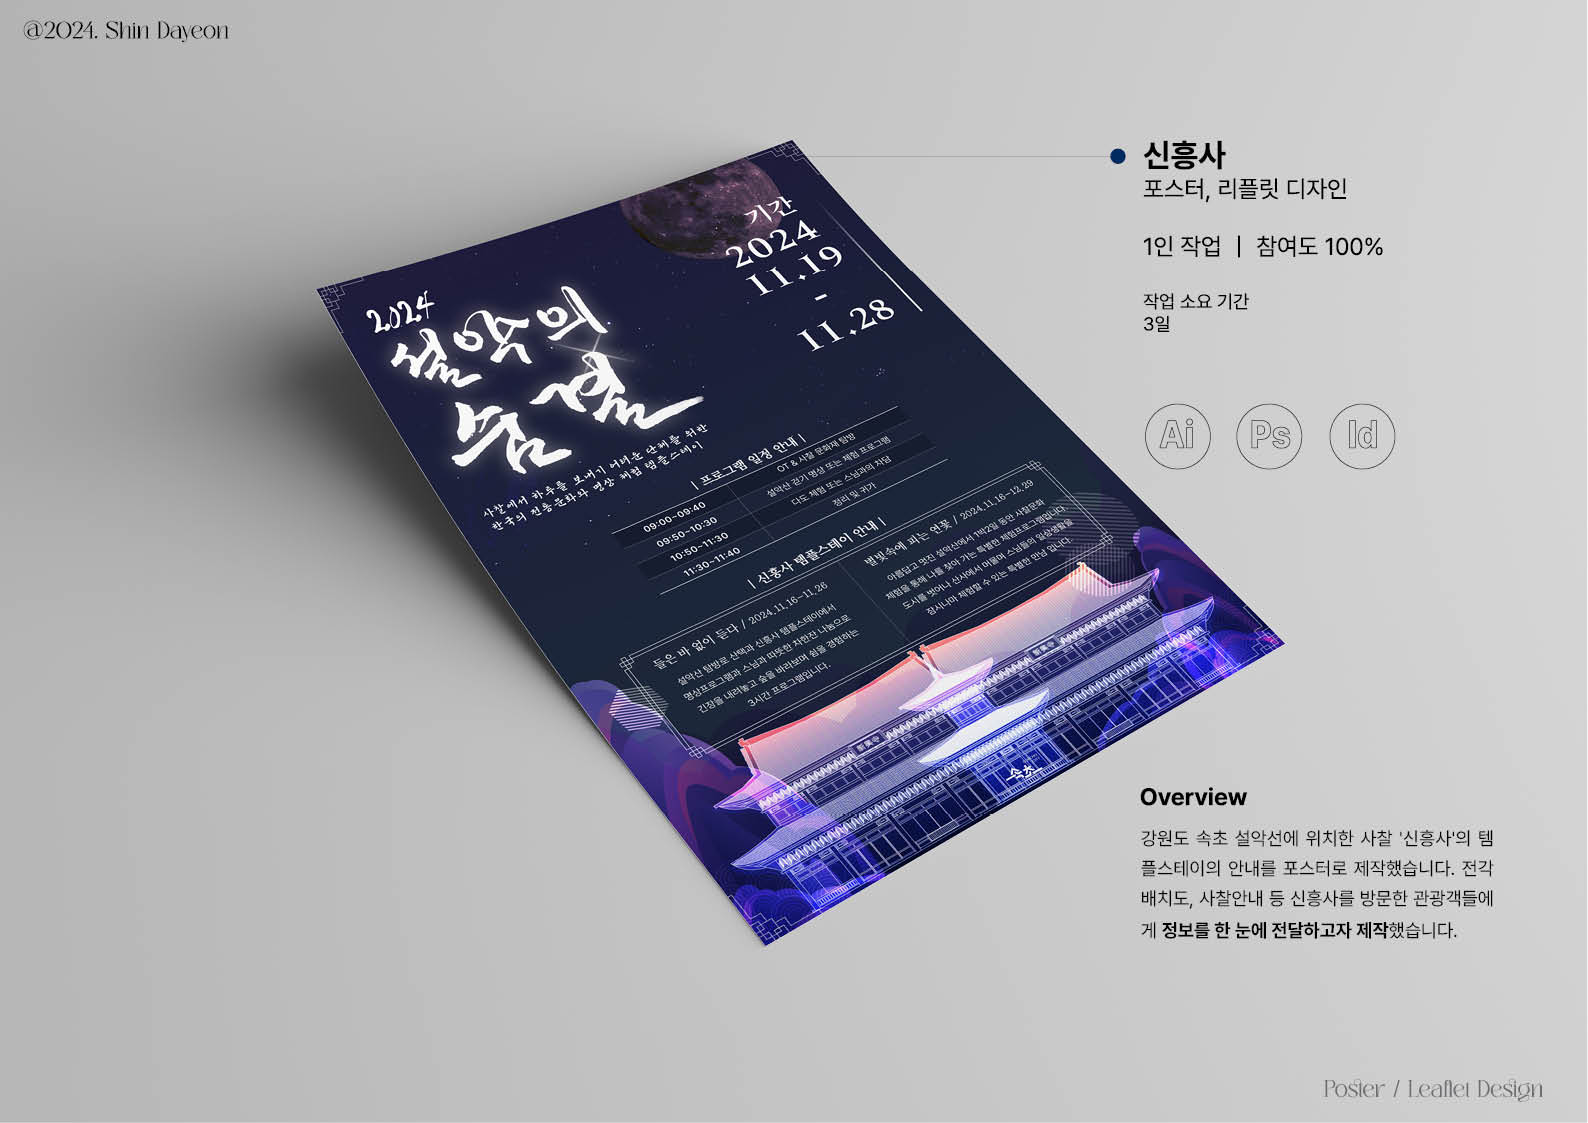 @2024. Shin Dayeon
신흥사
포스터, 리플릿 디자인
1인 작업 | 참여도 100%
작업 소요 기간
3일
Ai Ps Id
기간
2024
11.19
-
11.28
2024
설악의
숨결
사찰에서 하루를 보내기 어려운 단체를 위한
한국의 전통문화와 명상 체험 템플스테이
| 프로그램 일정 안내 |
09:00~09:40 OT & 사찰 문화재 탐방
09:50~10:30 설악산 걷기 명상 또는 체험 프로그램
10:50~11:30 다도 체험 또는 스님과의 차담
11:30~11:40 정리 및 귀가
| 신흥사 템플스테이 안내 |
들은 바 없이 듣다 / 2024.11.16~11.26
설악산 탐방로 산택과 신흥사 템플스테이에서
명상프로그램과 스님과 따뜻한 차한잔 나눔으로
긴장을 내려놓고 숲을 바라보며 쉼을 경험하는
3시간 프로그램입니다.
별빛속에 피는 연꽃 / 2024.11.16~12.29
아름답고 멋진 설악산에서 1박2일 동안 사찰문화
체험을 통해 나를 찾아 가는 특별한 체험프로그램입니다.
도시를 벗어나 산사에서 머물며 스님들의 일상생활을
잠시나마 체험할 수 있는 특별한 만남 입니다.
속초
Overview
강원도 속초 설악선에 위치한 사찰 '신흥사'의 템
플스테이의 안내를 포스터로 제작했습니다. 전각
배치도, 사찰안내 등 신흥사를 방문한 관광객들에
게 정보를 한 눈에 전달하고자 제작했습니다.
Poster / Leaflet Design